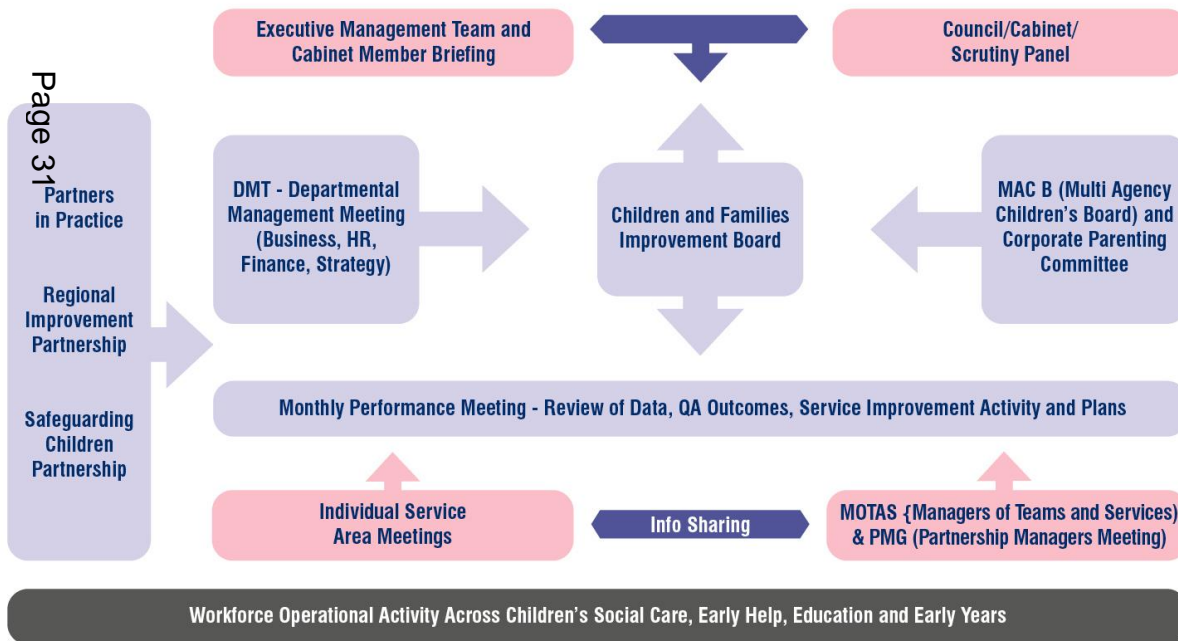 Executive Management Team and
Cabinet Member Briefing
Council/Cabinet/
Scrutiny Panel
Page 31
Partners
in Practice
Regional
Improvement
Partnership
Safeguarding
Children
Partnership
DMT - Departmental
Management Meeting
(Business, HR,
Finance, Strategy)
Children and Families
Improvement Board
MAC B (Multi Agency
Children’s Board) and
Corporate Parenting
Committee
Monthly Performance Meeting - Review of Data, QA Outcomes, Service Improvement Activity and Plans
Individual Service
Area Meetings
Info Sharing
MOTAS {Managers of Teams and Services)
& PMG (Partnership Managers Meeting)
Workforce Operational Activity Across Children’s Social Care, Early Help, Education and Early Years